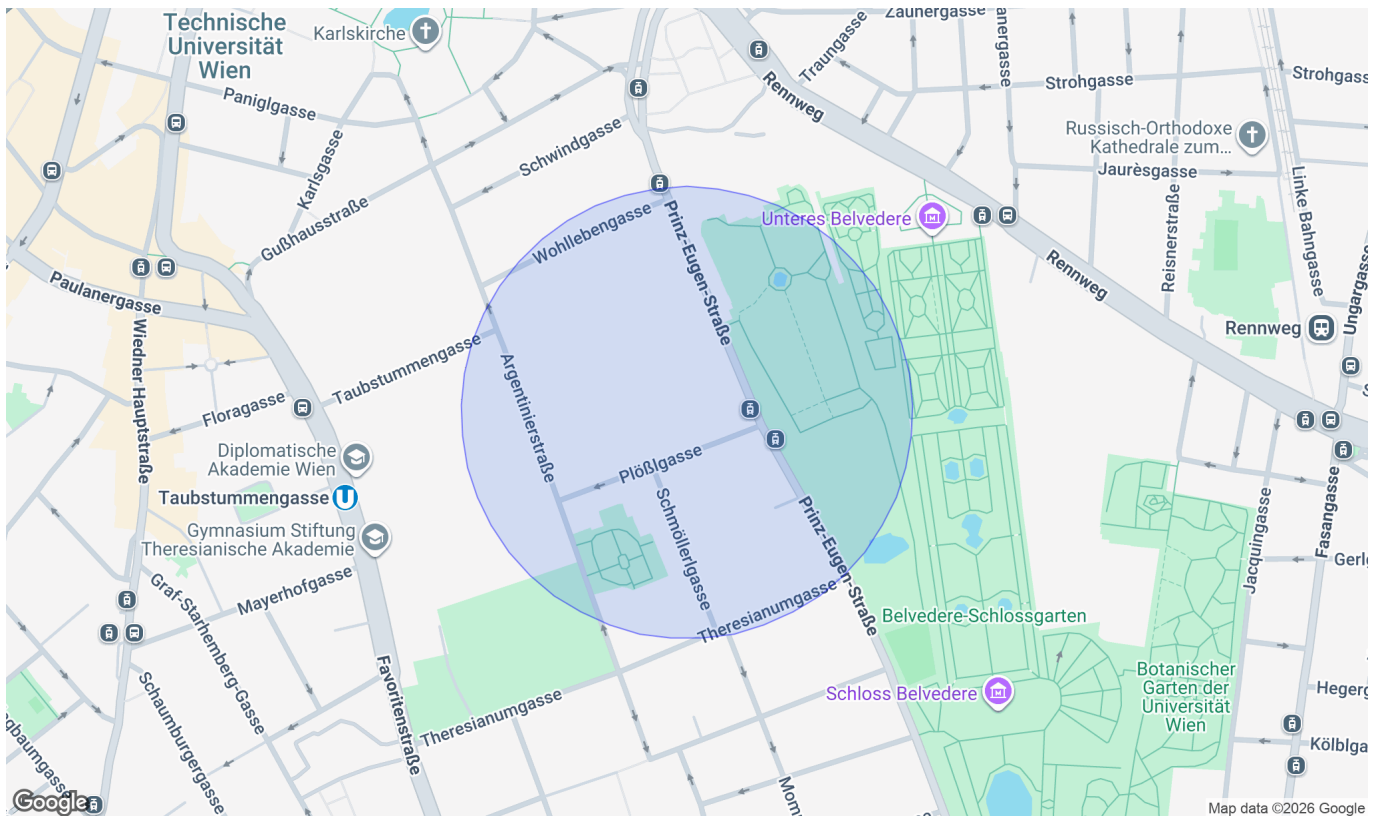 Technische
Universität
Wien
Karlskirche
Zaunergasse
Traungasse
Rennweg
Strohgasse
Strohgass
Paniglgasse
Karlsgasse
Schwindgasse
Russisch-Orthodoxe
Kathedrale zum...
Jaurèsgasse
Linke Bahngasse
Reisnerstraße
Gußhausstraße
Wohllebengasse
Prinz-Eugen-Straße
Unteres Belvedere
Rennweg
Ungargasse
Paulanergasse
Wiedner Hauptstraße
Rennweg
Taubstummengasse
Argentinierstraße
Floragasse
Diplomatische
Akademie Wien
Taubstummengasse
U
Plößlgasse
Schmöllerlgasse
Prinz-Eugen-Straße
Gymnasium Stiftung
Theresianische Akademie
Jacquingasse
Fasangasse
Gerl
Mayerhofgasse
Graf-Starhemberg-Gasse
Theresianumgasse
Belvedere-Schlossgarten
Schloss Belvedere
Botanischer
Garten der
Universität
Wien
Favoritenstraße
Schaumburgergasse
Theresianumgasse
Hegerg
Kölblga
Momm
Google
Map data ©2026 Google